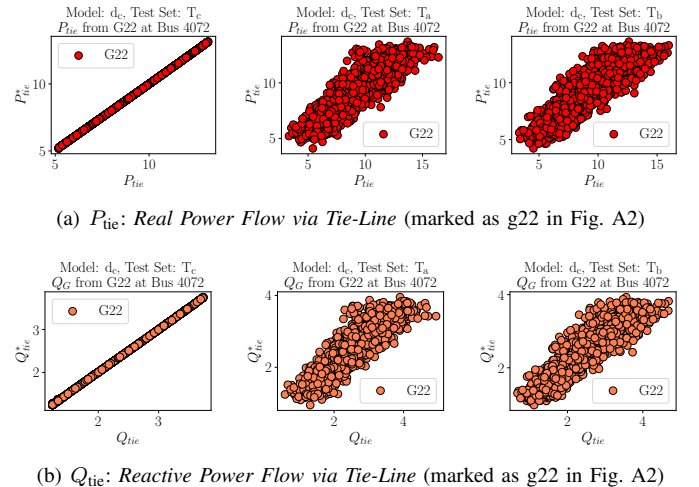 Model: d_c, Test Set: T_c
P_tie from G22 at Bus 4072
Model: d_c, Test Set: T_a
P_tie from G22 at Bus 4072
Model: d_c, Test Set: T_b
P_tie from G22 at Bus 4072
P*_tie
10
5
G22
5 10
P_tie
P*_tie
10
5
G22
5 10 15
P_tie
P*_tie
10
5
G22
5 10 15
P_tie
(a) P_tie: Real Power Flow via Tie-Line (marked as g22 in Fig. A2)
Model: d_c, Test Set: T_c
Q_G from G22 at Bus 4072
Model: d_c, Test Set: T_a
Q_G from G22 at Bus 4072
Model: d_c, Test Set: T_b
Q_G from G22 at Bus 4072
Q*_tie
3
2
G22
2 3
Q_tie
Q*_tie
4
2
G22
2 4
Q_tie
Q*_tie
4
2
G22
2 4
Q_tie
(b) Q_tie: Reactive Power Flow via Tie-Line (marked as g22 in Fig. A2)